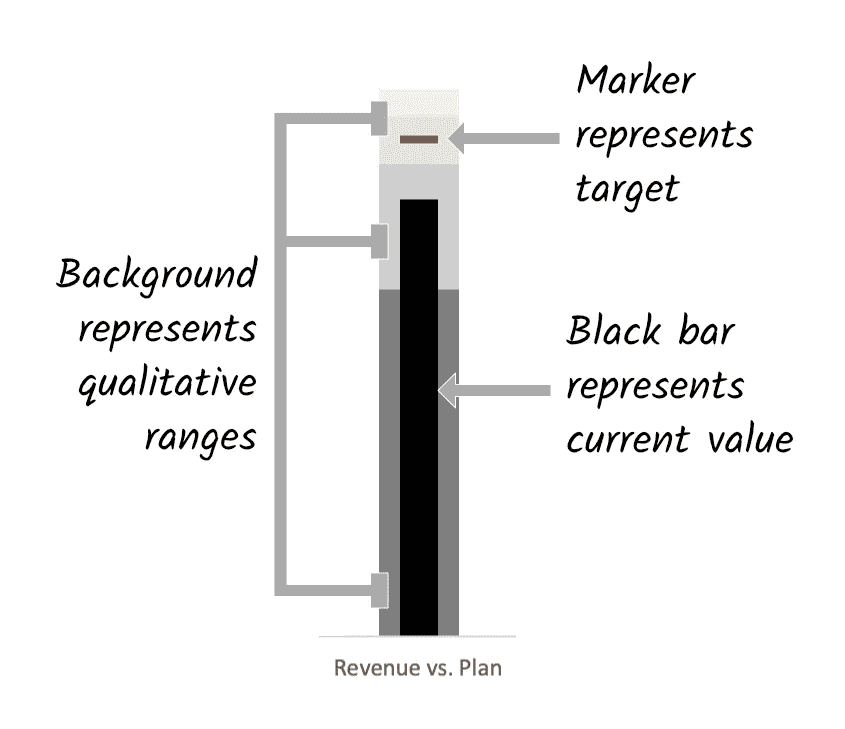 Marker
represents
target
Background
represents
qualitative
ranges
Black bar
represents
current value
Revenue vs. Plan